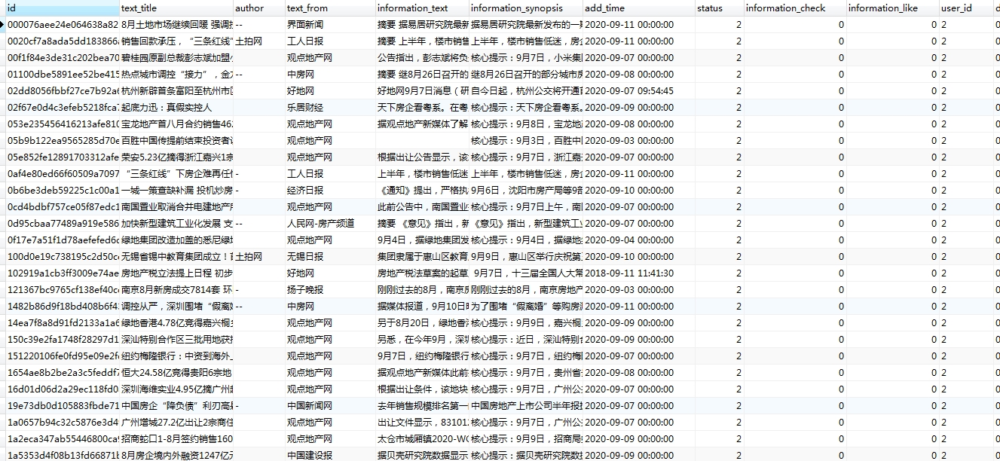 id text_title author text_from information_text information_synopsis add_time status information_check information_like user_id
000076aee24e064638a82 8月土地市场继续回暖 强调 -- 界面新闻 摘要 据易居研究院最新 据易居研究院最新发布的一 2020-09-11 00:00:00 2 0 0 2
0020cf7a8ada5dd183866 销售回款承压，“三条红线” 土拍网 工人日报 摘要 上半年，楼市销售 上半年，楼市销售低迷，房 2020-09-11 00:00:00 2 0 0 2
00f1f84e3de31c202bea70 碧桂园原副总裁彭志斌加盟 观点地产网 公告指出，彭志斌将负 核心提示：9月7日，小米集 2020-09-07 00:00:00 2 0 0 2
01100dbe5891ee52be415 热点城市调控“接力”，金 -- 中房网 摘要 继8月26日召开的 继8月26日召开的部分城市房 2020-09-08 00:00:00 2 0 0 2
02dd8056fbbf27ce7b92a 杭州新辟首条富阳至杭州市区 好地网 好地网9月7日消息（研 自今日起，杭州公交将开通 2020-09-07 09:54:45 2 0 0 2
02f67e0d4c3efeb5218fca 起底力迅：真假实控人 乐居财经 天下房企看粤系。在粤 核心提示：天下房企看粤系。 2020-09-09 00:00:00 2 0 0 2
053e235456416213afe810 宝龙地产首八月合约销售46 观点地产网 据观点地产新媒体了解 核心提示：9月8日，宝龙地 2020-09-08 00:00:00 2 0 0 2
05b9b122ea9565285d70e 百胜中国传提前结束投资者 观点地产网 核心提示：9月3日，百胜中 2020-09-03 00:00:00 2 0 0 2
05e852fe12891703312afe 荣安5.23亿摘得浙江嘉兴1宗 观点地产网 根据出让公告显示，该 核心提示：9月7日，浙江嘉 2020-09-07 00:00:00 2 0 0 2
0af4e80ed66f60509a7097 “三条红线”下房企难再任 - 工人日报 上半年，楼市销售低迷 上半年，楼市销售低迷，房 2020-09-11 00:00:00 2 0 0 2
0b6be3deb59225c1c00a1 一城一策查缺补漏 投机炒房 - 经济日报 《通知》提出，严格执 9月6日，沈阳市房产局等9部 2020-09-10 00:00:00 2 0 0 2
0cd4bdbf757ce05f87edc1 南国置业取消合并电建地产 观点地产网 此前公告中，南国置业 核心提示：9月7日上午，南 2020-09-07 00:00:00 2 0 0 2
0d95cbaa77489a919e586 加快新型建筑工业化发展 支 -- 人民网-房产频道 摘要 《意见》指出，新 《意见》指出，新型建筑工业 2020-09-07 00:00:00 2 0 0 2
0f17e7a51f1d78aefefed6 绿地集团改造加盖的悉尼绿地 观点地产网 9月4日，据绿地集团发 核心提示：9月4日，据绿地 2020-09-04 00:00:00 2 0 0 2
100d0e19c738195c2d50c 无锡省锡中教育集团成立！ 土拍网 无锡日报 集团隶属于惠山区教育 9月9日，惠山区举行庆祝第 2020-09-10 00:00:00 2 0 0 2
102919a1cb3ff3009e74ae 房地产税立法提上日程 初步 好地网 房地产税法草案的起草 9月7日，十三届全国人大常 2018-09-11 11:41:30 2 0 0 2
121367bc9765cf138ef40c 南京8月新房成交7814套 环 - 扬子晚报 刚刚过去的8月，南京房 刚刚过去的8月，南京房地产 2020-09-03 00:00:00 2 0 0 2
1482b86d9f18bd408b6f4 调控从严，深圳围堵“假离婚 -- 中房网 据媒体报道，9月10日 为了围堵“假离婚”等购房 2020-09-11 00:00:00 2 0 0 2
14ea7f8a8d91fd2133a1a6 绿地香港4.78亿竞得嘉兴桐 观点地产网 另于8月20日，绿地香港 核心提示：9月9日，嘉兴桐 2020-09-09 00:00:00 2 0 0 2
150c39e2fa1748f28297d1 深汕特别合作区三批用地获 观点地产网 另悉，在今年9月，深圳 核心提示：近日，深汕特别合 2020-09-09 00:00:00 2 0 0 2
151220106fe0fd95e09e2f 纽约梅隆银行：中资到海外 观点地产网 9月7日，纽约梅隆银行 核心提示：9月7日，纽约梅 2020-09-07 00:00:00 2 0 0 2
1654ae8b2be2a3c5feddf7 恒大24.58亿竞得贵阳6宗地 观点地产网 据观点地产新媒体此前 核心提示：9月7日，贵州省 2020-09-08 00:00:00 2 0 0 2
16d01d06d2a29ec118fd0 深圳海维实业4.95亿摘广州 观点地产网 根据出让条件，该地块 核心提示：9月7日，广州公 2020-09-07 00:00:00 2 0 0 2
19e73db0d105883fbde71 中国房企“降负债”利刃高悬 - 中国新闻网 去年销售规模排名第一 中国房地产上市公司半年报 2020-09-07 00:00:00 2 0 0 2
1a0657b94c32c5876e3d4 广州增城27.2亿出让2宗商住 观点地产网 出让文件显示，83101 核心提示：9月7日，广州公 2020-09-07 00:00:00 2 0 0 2
1a2eca347ab55446800ca 招商蛇口1-8月签约销售160 观点地产网 太仓市城厢镇2020-WG 核心提示：9月9日，招商局 2020-09-09 00:00:00 2 0 0 2
1a5353d4f08b13fd66871 8月房企境内外融资1247亿元 中国建设报 据贝壳研究院数据显示 核心提示：据贝壳研究院数据 2020-09-09 00:00:00 2 0 0 2